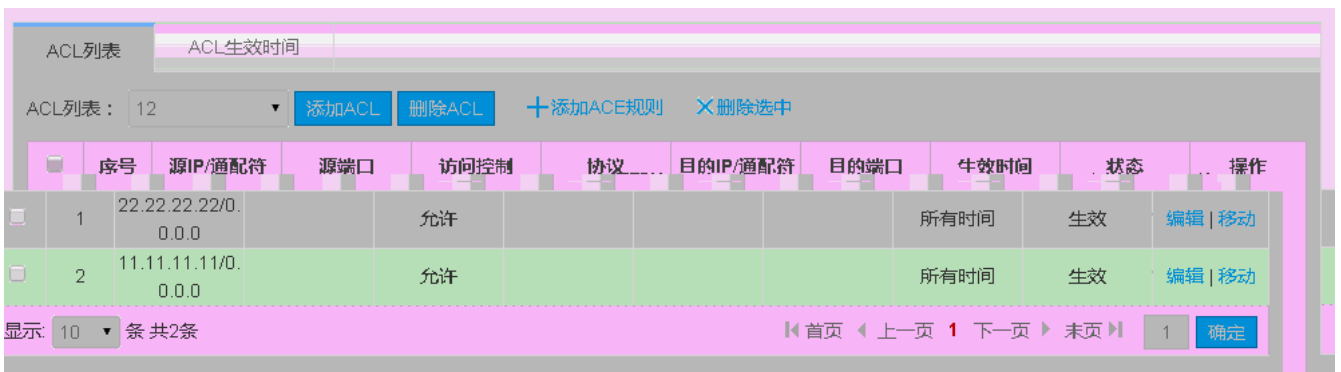 ACL列表 ACL生效时间
ACL列表： 12 添加ACL 删除ACL 添加ACE规则 删除选中
序号 源IP/通配符 源端口 访问控制 协议 目的IP/通配符 目的端口 生效时间 状态 操作
1 22.22.22.22/0.0.0.0 允许 所有时间 生效 编辑 | 移动
2 11.11.11.11/0.0.0.0 允许 所有时间 生效 编辑 | 移动
显示: 10 条 共2条 首页 上一页 1 下一页 末页 1 确定